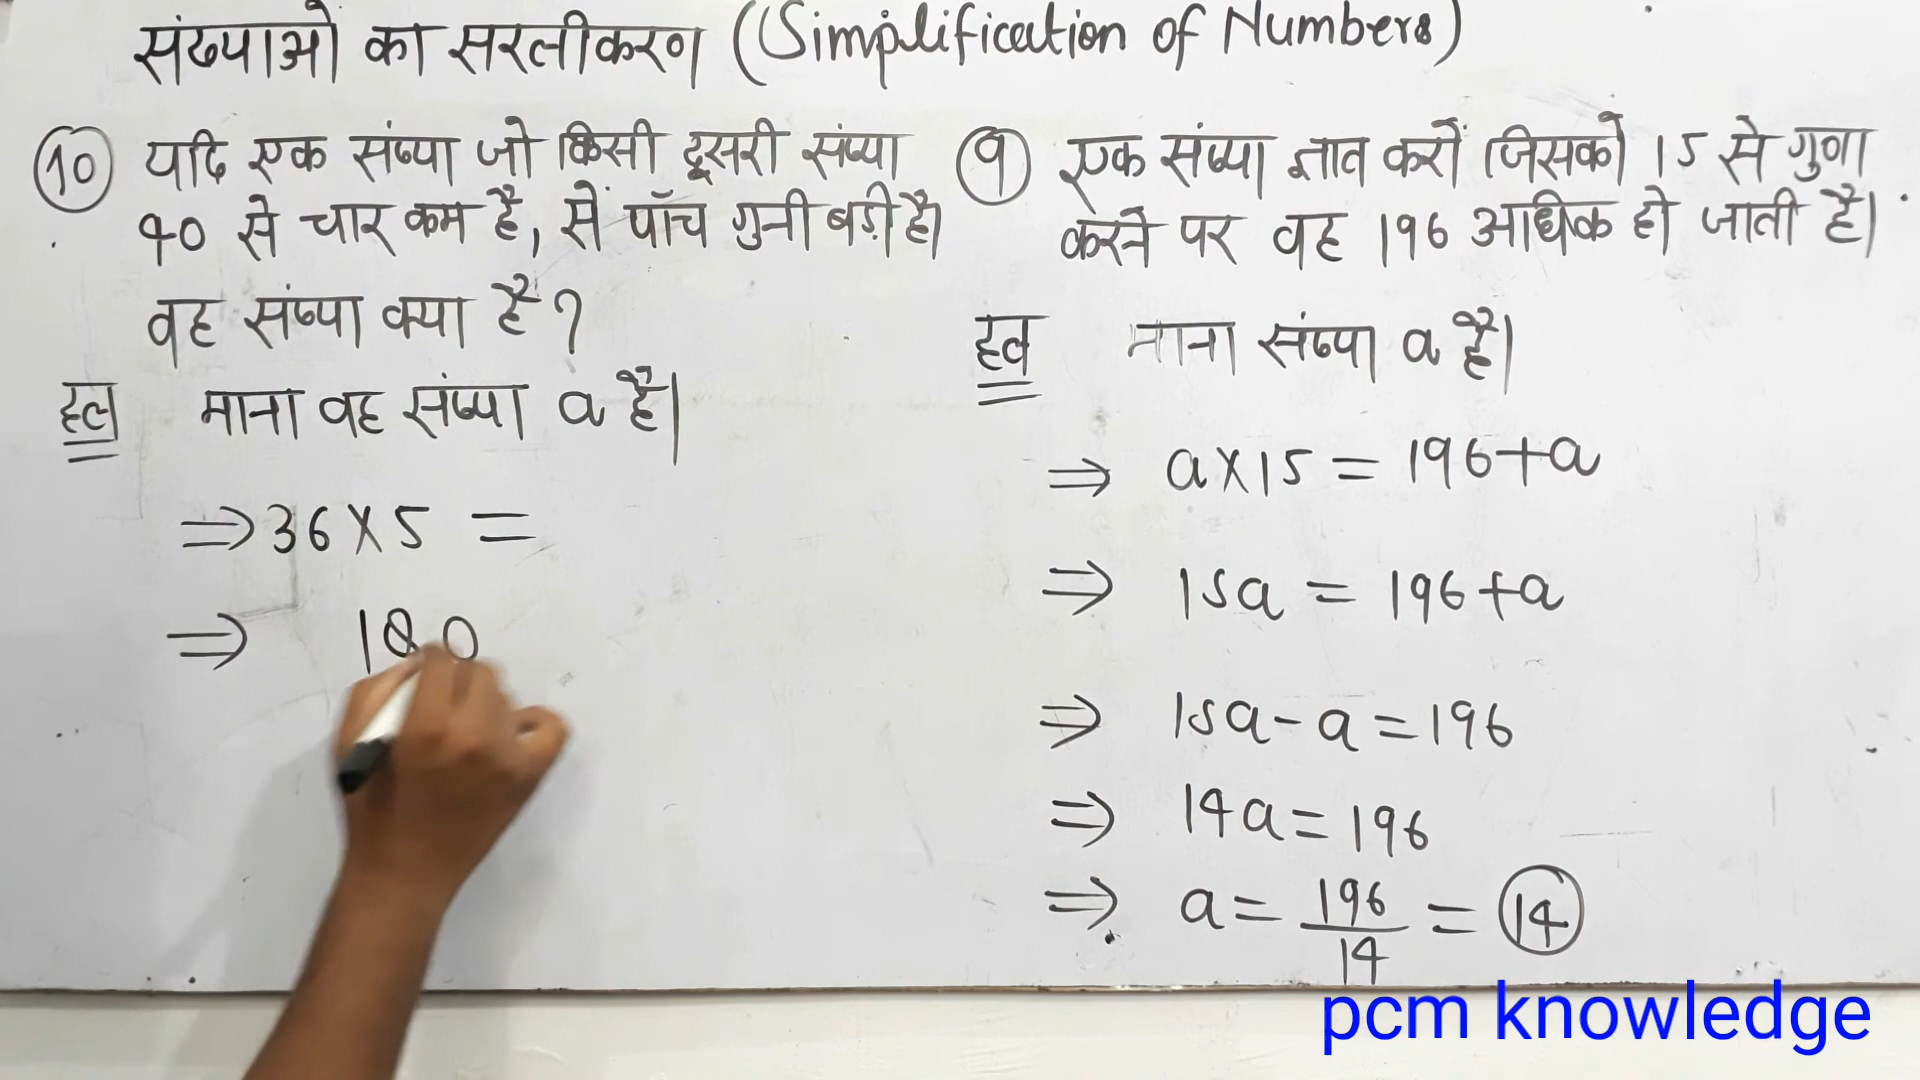 संख्याओं का सरलीकरण (Simplification of Numbers)
(10) यदि एक संख्या जो किसी दूसरी संख्या
40 से चार कम है, से पाँच गुनी बड़ी है।
वह संख्या क्या है ?
हल माना वह संख्या a है।
⇒ 36 × 5 =
⇒ 180
(9) एक संख्या ज्ञात करों जिसको 15 से गुणा
करने पर वह 196 अधिक हो जाती है।
हल माना संख्या a है।
⇒ a × 15 = 196 + a
⇒ 15a = 196 + a
⇒ 15a - a = 196
⇒ 14a = 196
⇒ a = 196/14 = 14
pcm knowledge